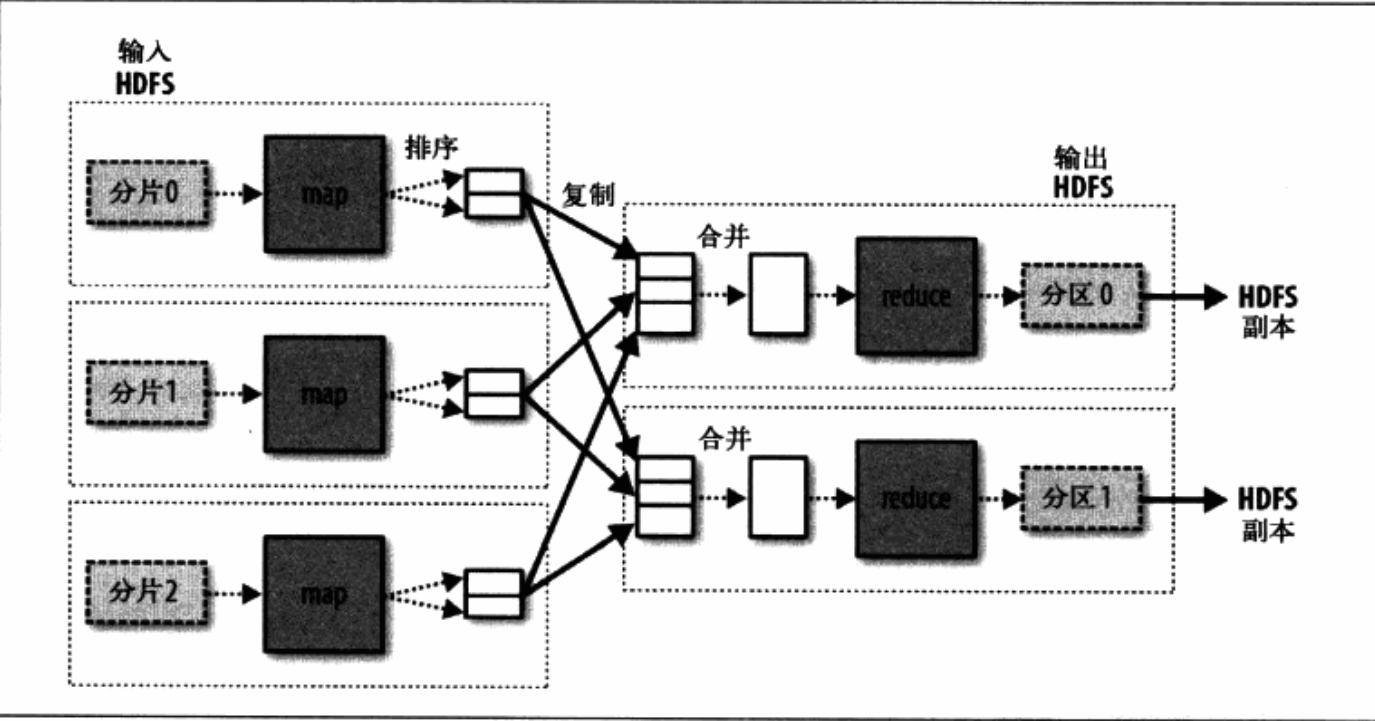 输入
HDFS
分片0
map
排序
复制
分片1
map
分片2
map
输出
HDFS
合并
reduce
分区 0
HDFS
副本
合并
reduce
分区 1
HDFS
副本